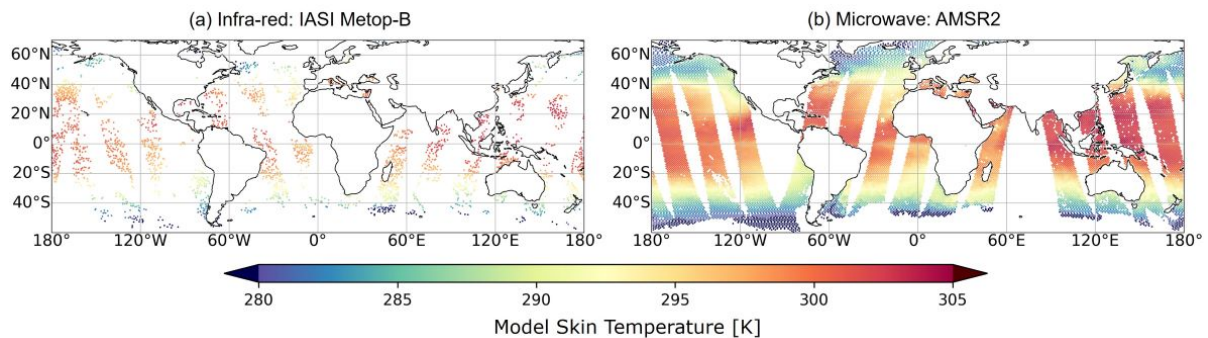 (a) Infra-red: IASI Metop-B
(b) Microwave: AMSR2
60°N
40°N
20°N
0°
20°S
40°S
180° 120°W 60°W 0° 60°E 120°E 180°
60°N
40°N
20°N
0°
20°S
40°S
180° 120°W 60°W 0° 60°E 120°E 180°
280 285 290 295 300 305
Model Skin Temperature [K]